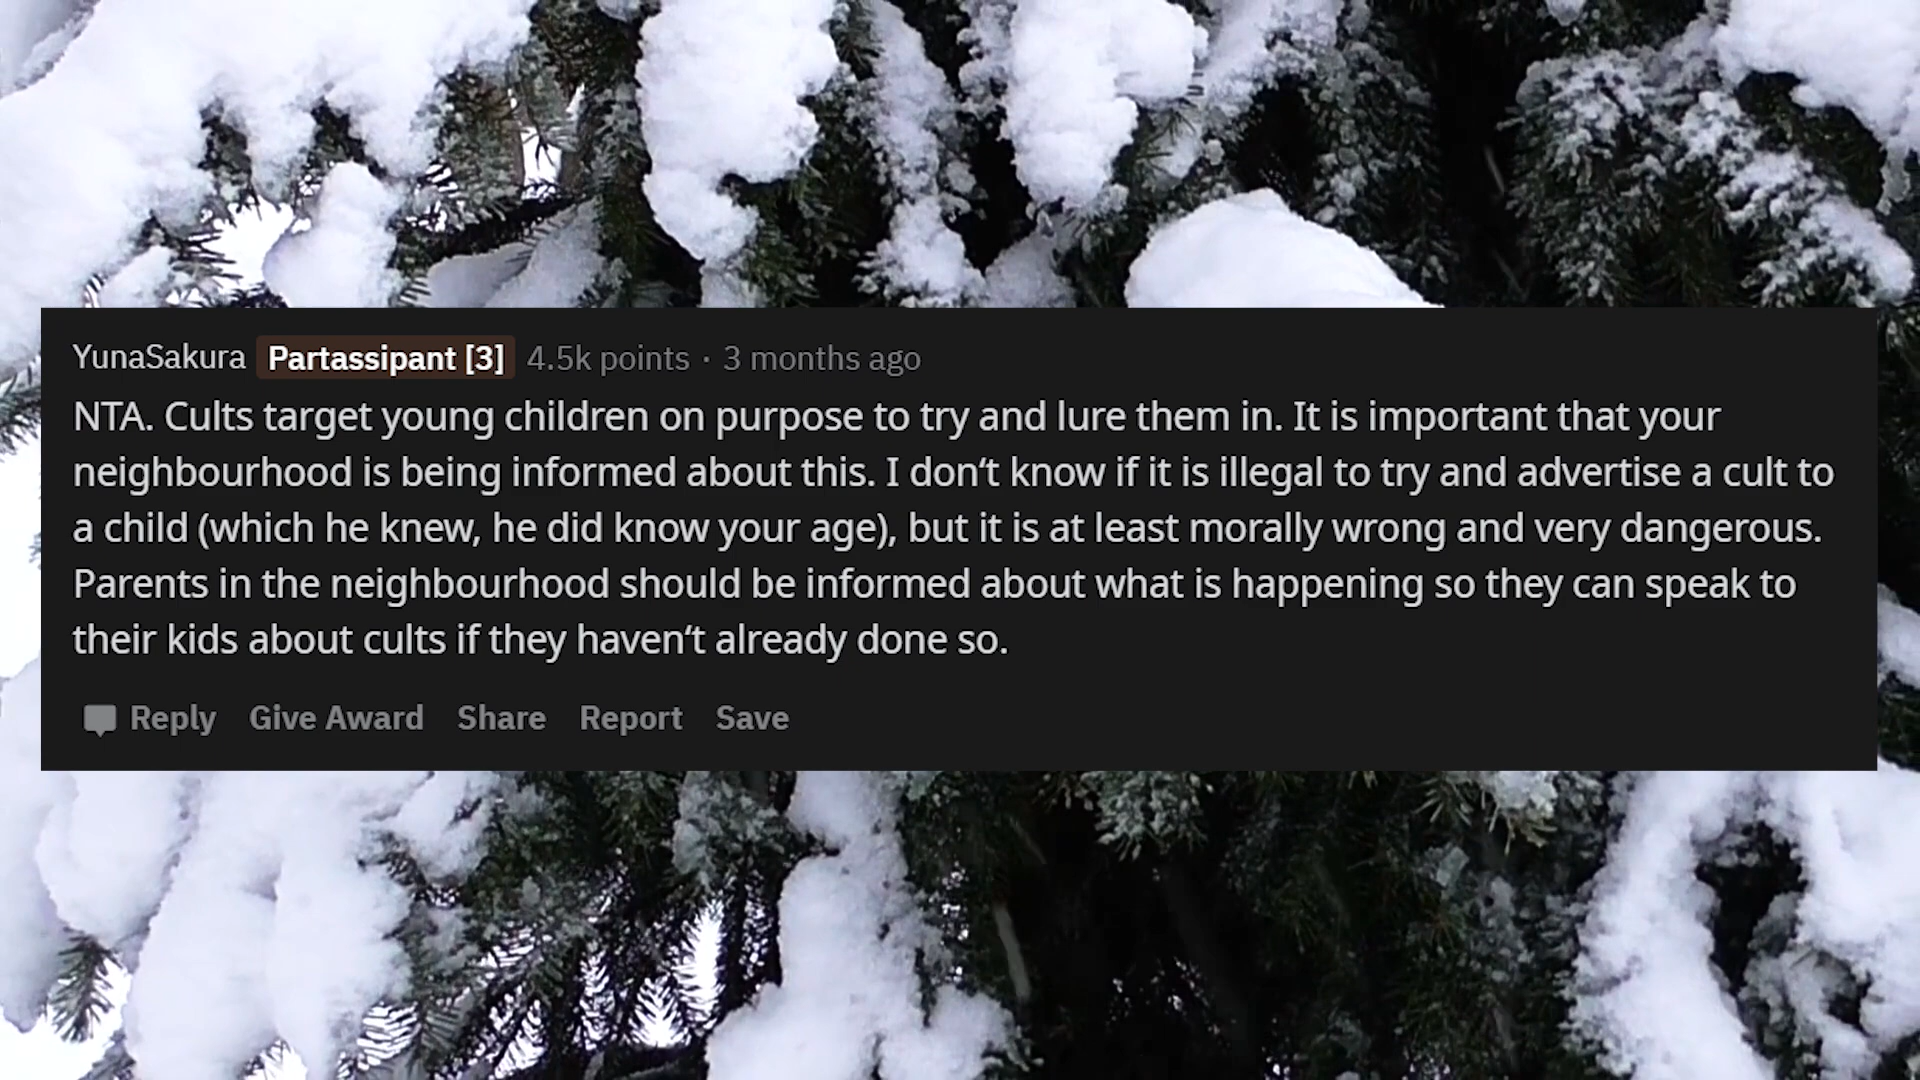 YunaSakura Partassipant [3] 4.5k points · 3 months ago
NTA. Cults target young children on purpose to try and lure them in. It is important that your
neighbourhood is being informed about this. I don‘t know if it is illegal to try and advertise a cult to
a child (which he knew, he did know your age), but it is at least morally wrong and very dangerous.
Parents in the neighbourhood should be informed about what is happening so they can speak to
their kids about cults if they haven‘t already done so.
Reply Give Award Share Report Save